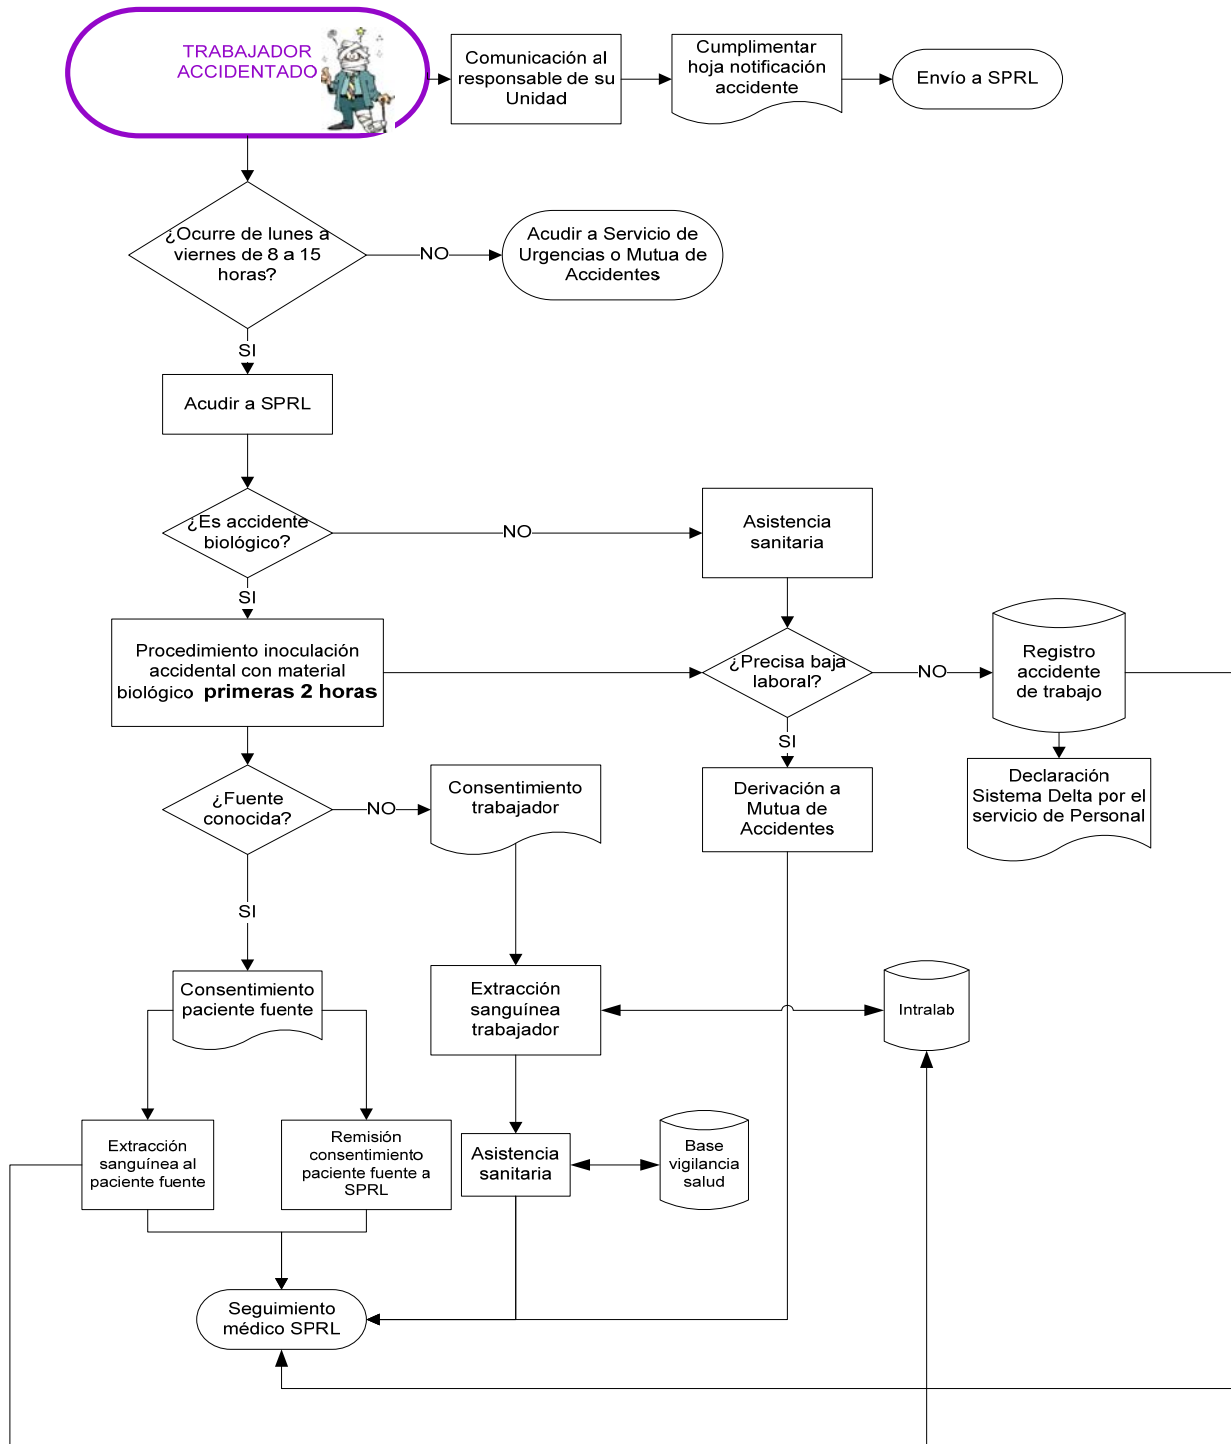 TRABAJADOR
ACCIDENTADO
Comunicación al
responsable de su
Unidad
Cumplimentar
hoja notificación
accidente
Envío a SPRL
¿Ocurre de lunes a
viernes de 8 a 15
horas?
NO
Acudir a Servicio de
Urgencias o Mutua de
Accidentes
SI
Acudir a SPRL
¿Es accidente
biológico?
NO
Asistencia
sanitaria
SI
Procedimiento inoculación
accidental con material
biológico primeras 2 horas
¿Precisa baja
laboral?
NO
Registro
accidente
de trabajo
SI
Declaración
Sistema Delta por el
servicio de Personal
Derivación a
Mutua de
Accidentes
¿Fuente
conocida?
NO
Consentimiento
trabajador
SI
Consentimiento
paciente fuente
Extracción
sanguínea
trabajador
Intralab
Extracción
sanguínea al
paciente fuente
Remisión
consentimiento
paciente fuente a
SPRL
Asistencia
sanitaria
Base
vigilancia
salud
Seguimiento
médico SPRL